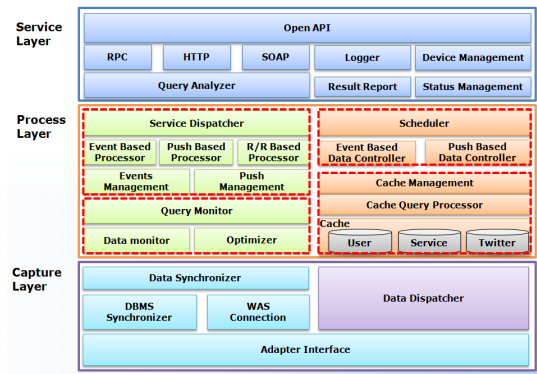 Service
Layer
Open API
RPC
HTTP
SOAP
Logger
Device Management
Query Analyzer
Result Report
Status Management
Process
Layer
Service Dispatcher
Scheduler
Event Based
Processor
Push Based
Processor
R/R Based
Processor
Event Based
Data Controller
Push Based
Data Controller
Events
Management
Push
Management
Cache Management
Query Monitor
Cache Query Processor
Cache
Data monitor
Optimizer
User
Service
Twitter
Capture
Layer
Data Synchronizer
Data Dispatcher
DBMS
Synchronizer
WAS
Connection
Adapter Interface